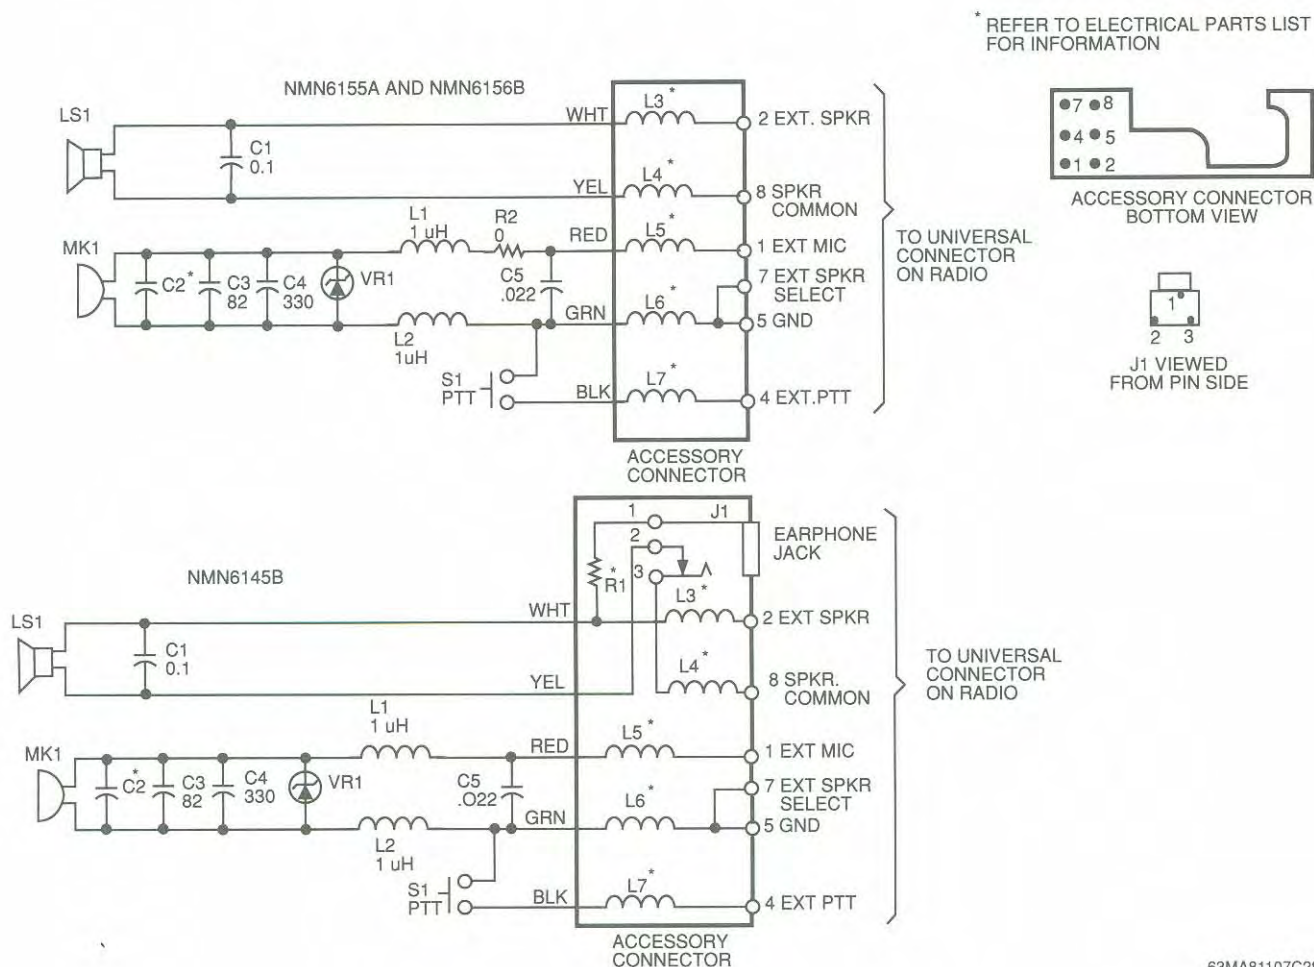 * REFER TO ELECTRICAL PARTS LIST
FOR INFORMATION
NMN6155A AND NMN6156B
LS1
C1
0.1
WHT
L3*
2 EXT. SPKR
YEL
L4*
8 SPKR
COMMON
MK1
C2*
C3
82
C4
330
VR1
L1
1 uH
R2
0
RED
L5*
1 EXT MIC
C5
.022
7 EXT SPKR
SELECT
L2
1uH
GRN
L6*
5 GND
S1
PTT
BLK
L7*
4 EXT.PTT
ACCESSORY
CONNECTOR
TO UNIVERSAL
CONNECTOR
ON RADIO
7 8
4 5
1 2
ACCESSORY CONNECTOR
BOTTOM VIEW
1
2 3
J1 VIEWED
FROM PIN SIDE
NMN6145B
LS1
C1
0.1
1
2
3
J1
EARPHONE
JACK
*
R1
WHT
L3*
2 EXT SPKR
YEL
L4*
8 SPKR.
COMMON
MK1
C2*
C3
82
C4
330
VR1
L1
1 uH
RED
L5*
1 EXT MIC
C5
.O22
7 EXT SPKR
SELECT
L2
1 uH
GRN
L6*
5 GND
S1
PTT
BLK
L7*
4 EXT PTT
ACCESSORY
CONNECTOR
TO UNIVERSAL
CONNECTOR
ON RADIO